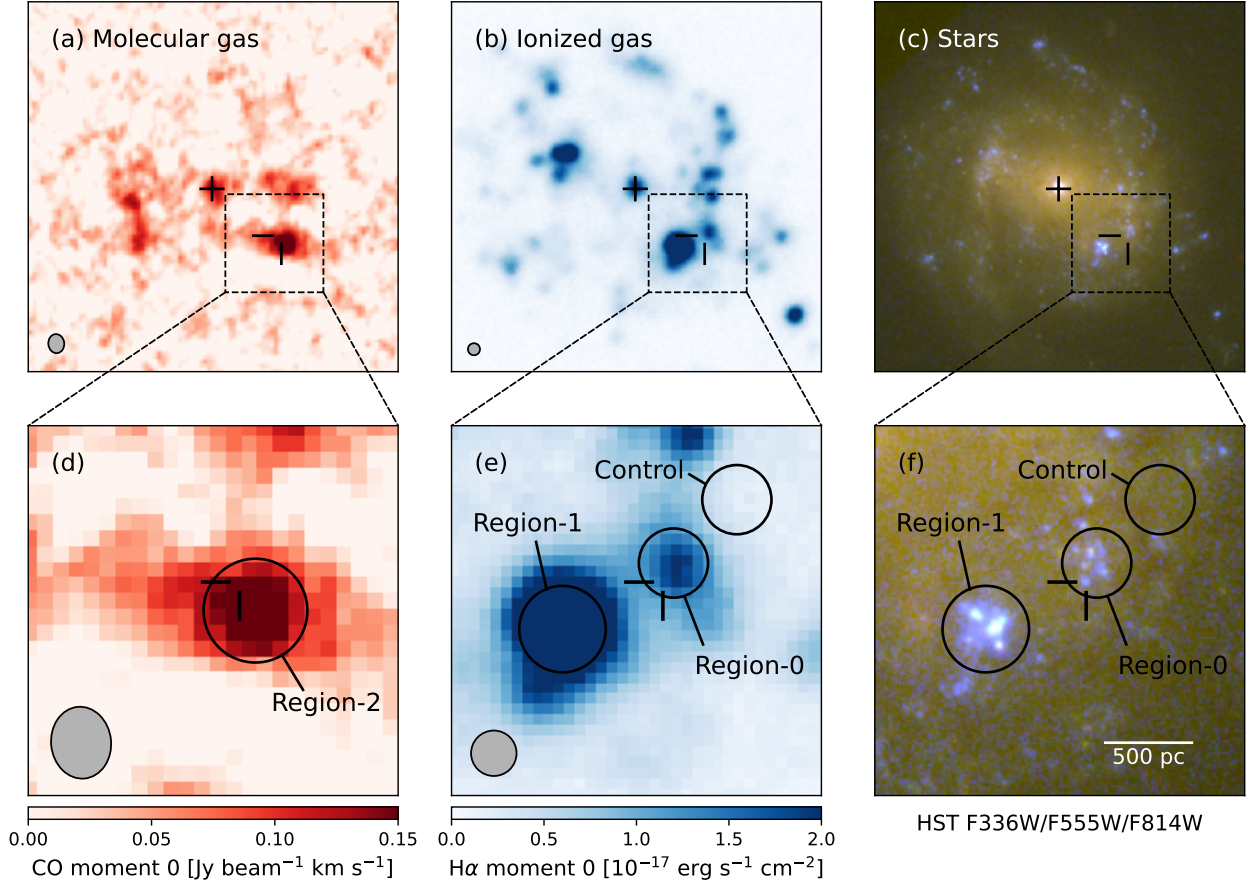 (a) Molecular gas
(b) Ionized gas
(c) Stars
(d)
Region-2
(e)
Control
Region-1
Region-0
(f)
Control
Region-1
Region-0
500 pc
0.00 0.05 0.10 0.15
CO moment 0 [Jy beam⁻¹ km s⁻¹]
0.0 0.5 1.0 1.5 2.0
Hα moment 0 [10⁻¹⁷ erg s⁻¹ cm⁻²]
HST F336W/F555W/F814W